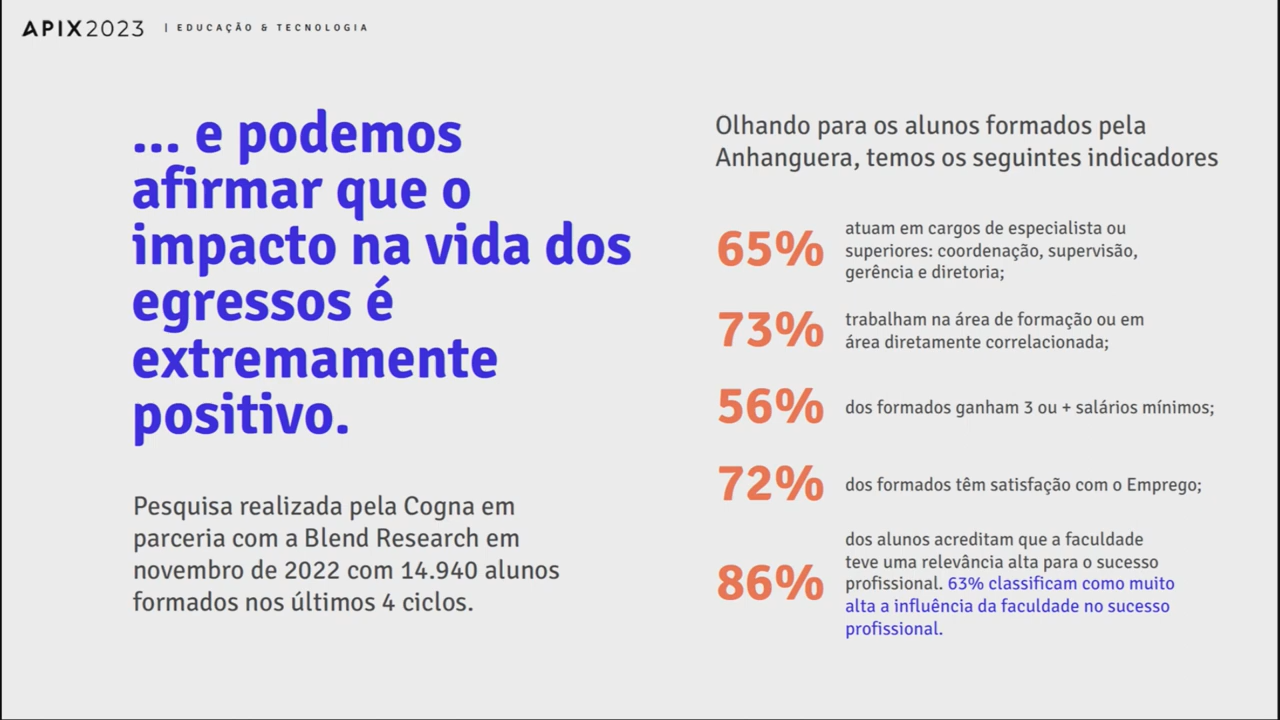 APIX2023 | EDUCAÇÃO & TECNOLOGIA
... e podemos
afirmar que o
impacto na vida dos
egressos é
extremamente
positivo.
Pesquisa realizada pela Cogna em
parceria com a Blend Research em
novembro de 2022 com 14.940 alunos
formados nos últimos 4 ciclos.
Olhando para os alunos formados pela
Anhanguera, temos os seguintes indicadores
65%
atuam em cargos de especialista ou
superiores: coordenação, supervisão,
gerência e diretoria;
73%
trabalham na área de formação ou em
área diretamente correlacionada;
56%
dos formados ganham 3 ou + salários mínimos;
72%
dos formados têm satisfação com o Emprego;
86%
dos alunos acreditam que a faculdade
teve uma relevância alta para o sucesso
profissional. 63% classificam como muito
alta a influência da faculdade no sucesso
profissional.